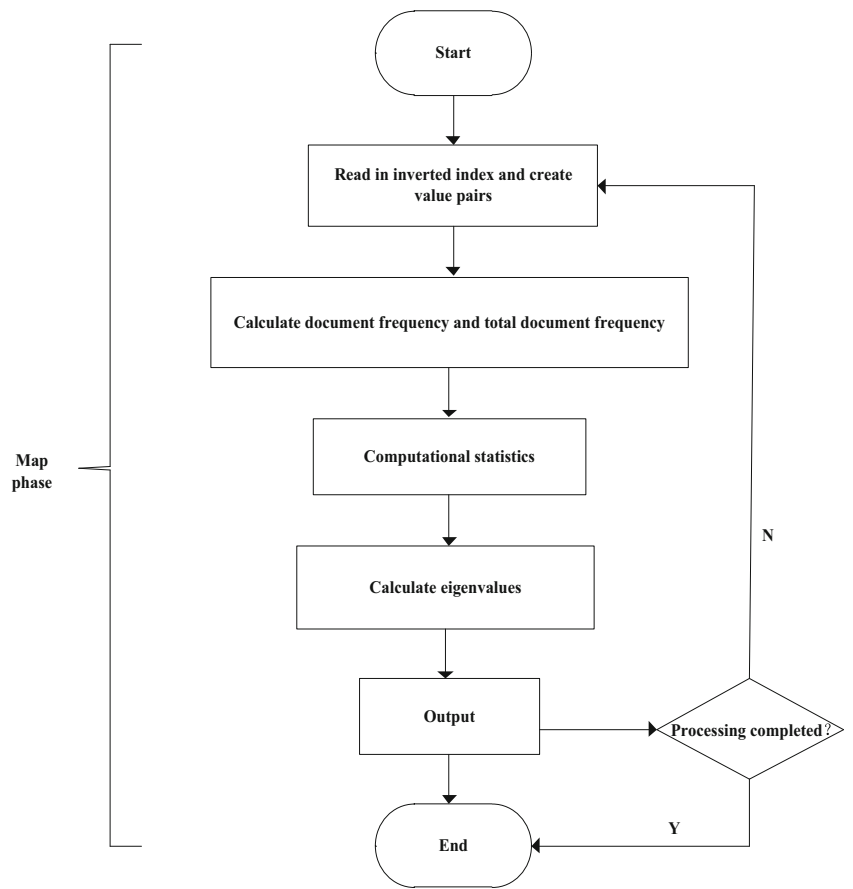 Start
Read in inverted index and create
value pairs
Calculate document frequency and total document frequency
Computational statistics
Map
phase
N
Calculate eigenvalues
Output
Processing completed？
Y
End